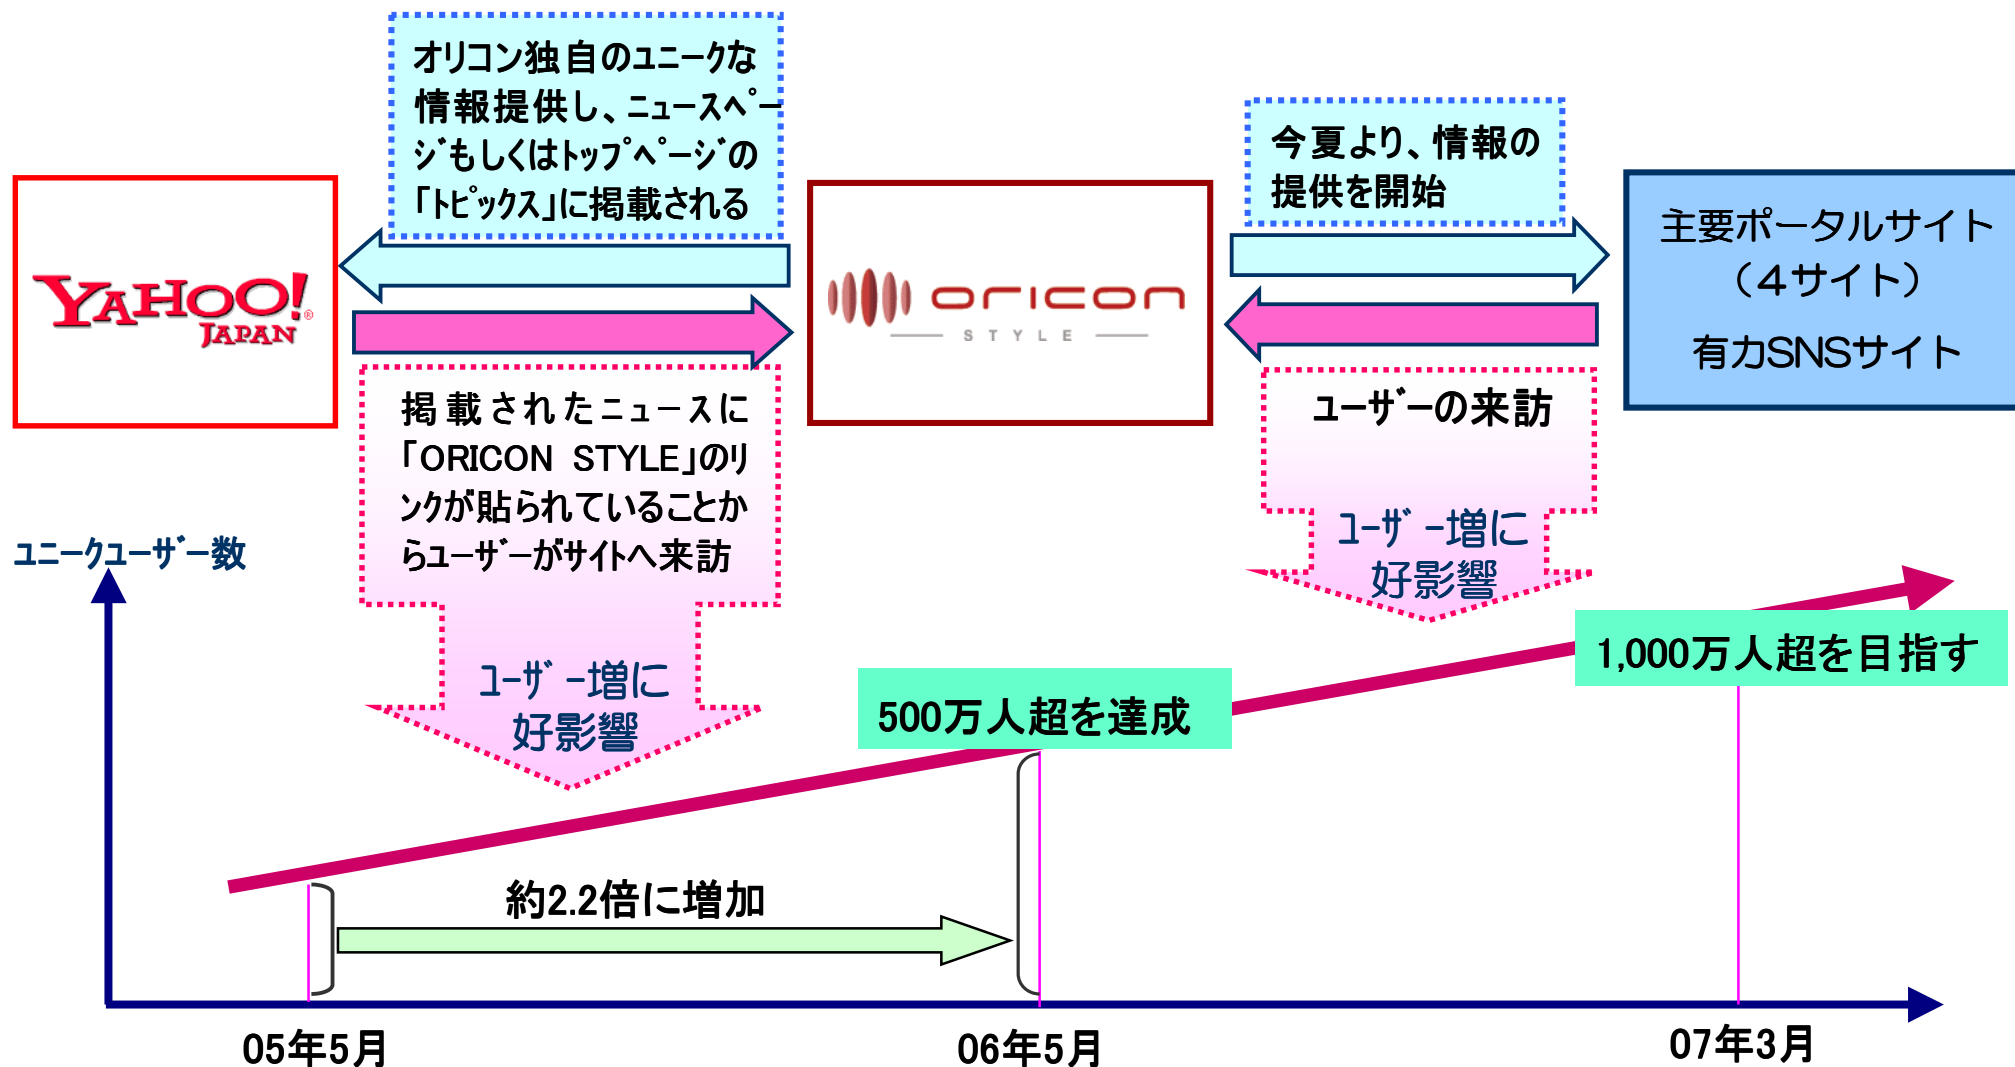 オリコン独自のユニークな
情報提供し、ニュースペー
ジもしくはトップページの
「トピックス」に掲載される
今夏より、情報の
提供を開始
YAHOO!®
JAPAN
oricon
STYLE
主要ポータルサイト
（４サイト）
有力SNSサイト
掲載されたニュースに
「ORICON STYLE」のリ
ンクが貼られていることか
らユーザーがサイトへ来訪
ユーザーの来訪
ユーザー増に
好影響
ユーザー増に
好影響
ユニークユーザー数
1,000万人超を目指す
500万人超を達成
約2.2倍に増加
05年5月
06年5月
07年3月